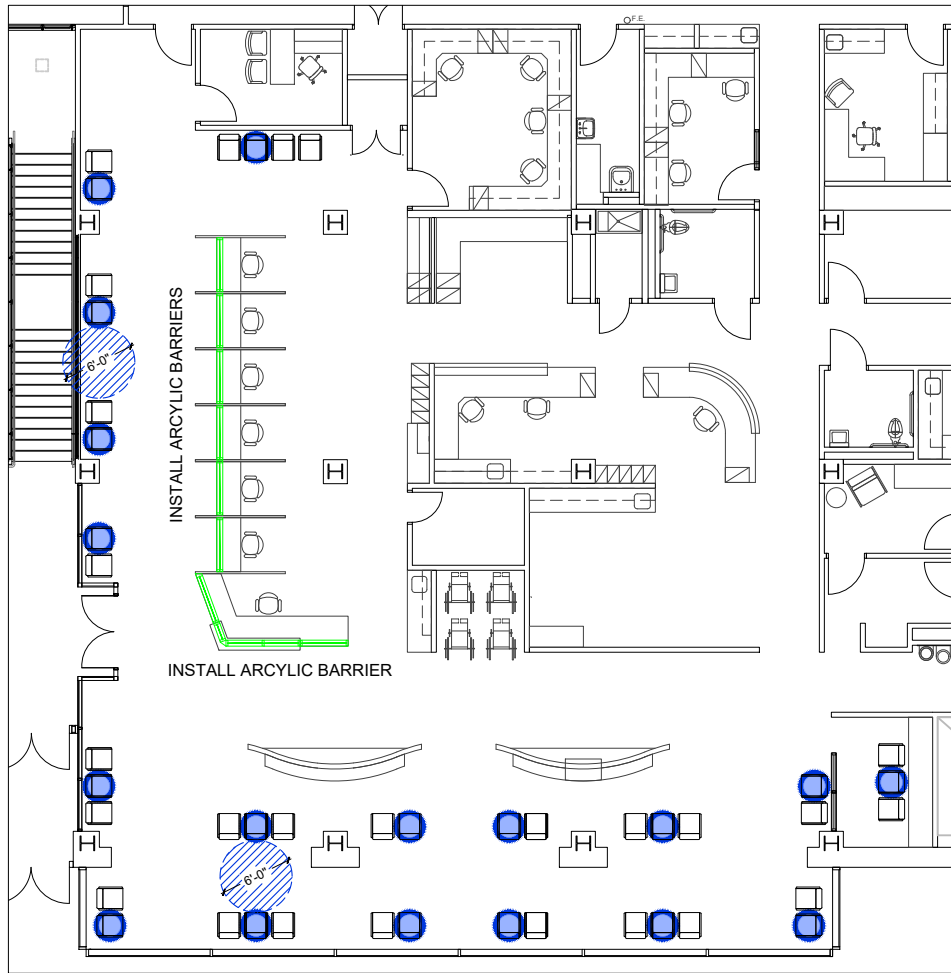 F.E.
INSTALL ARCYLIC BARRIERS
6'-0"
INSTALL ARCYLIC BARRIER
6'-0"